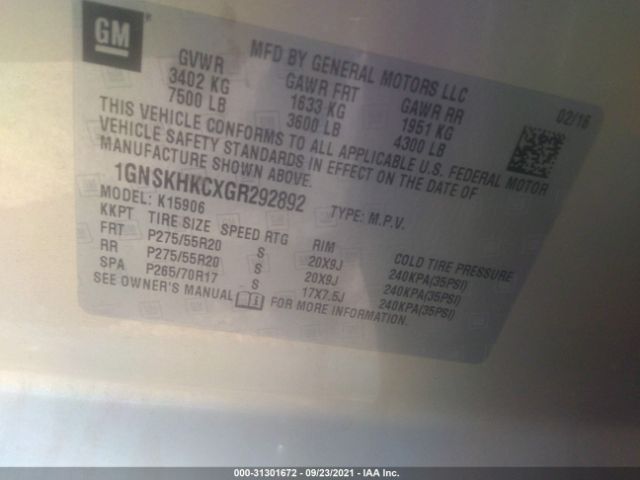 GM
MFD BY GENERAL MOTORS LLC
02/16
GVWR GAWR FRT GAWR RR
3402 KG 1633 KG 1951 KG
7500 LB 3600 LB 4300 LB
THIS VEHICLE CONFORMS TO ALL APPLICABLE U.S. FEDERAL MOTOR
VEHICLE SAFETY STANDARDS IN EFFECT ON THE DATE OF
MANUFACTURE SHOWN ABOVE.
1GNSKHKCXGR292892 TYPE: M.P.V.
MODEL: K15906
KKPT TIRE SIZE SPEED RTG RIM COLD TIRE PRESSURE
FRT P275/55R20 S 20X9J 240KPA(35PSI)
RR P275/55R20 S 20X9J 240KPA(35PSI)
SPA P265/70R17 S 17X7.5J 240KPA(35PSI)
SEE OWNER'S MANUAL FOR MORE INFORMATION.
000-31301672 - 09/23/2021 - IAA Inc.